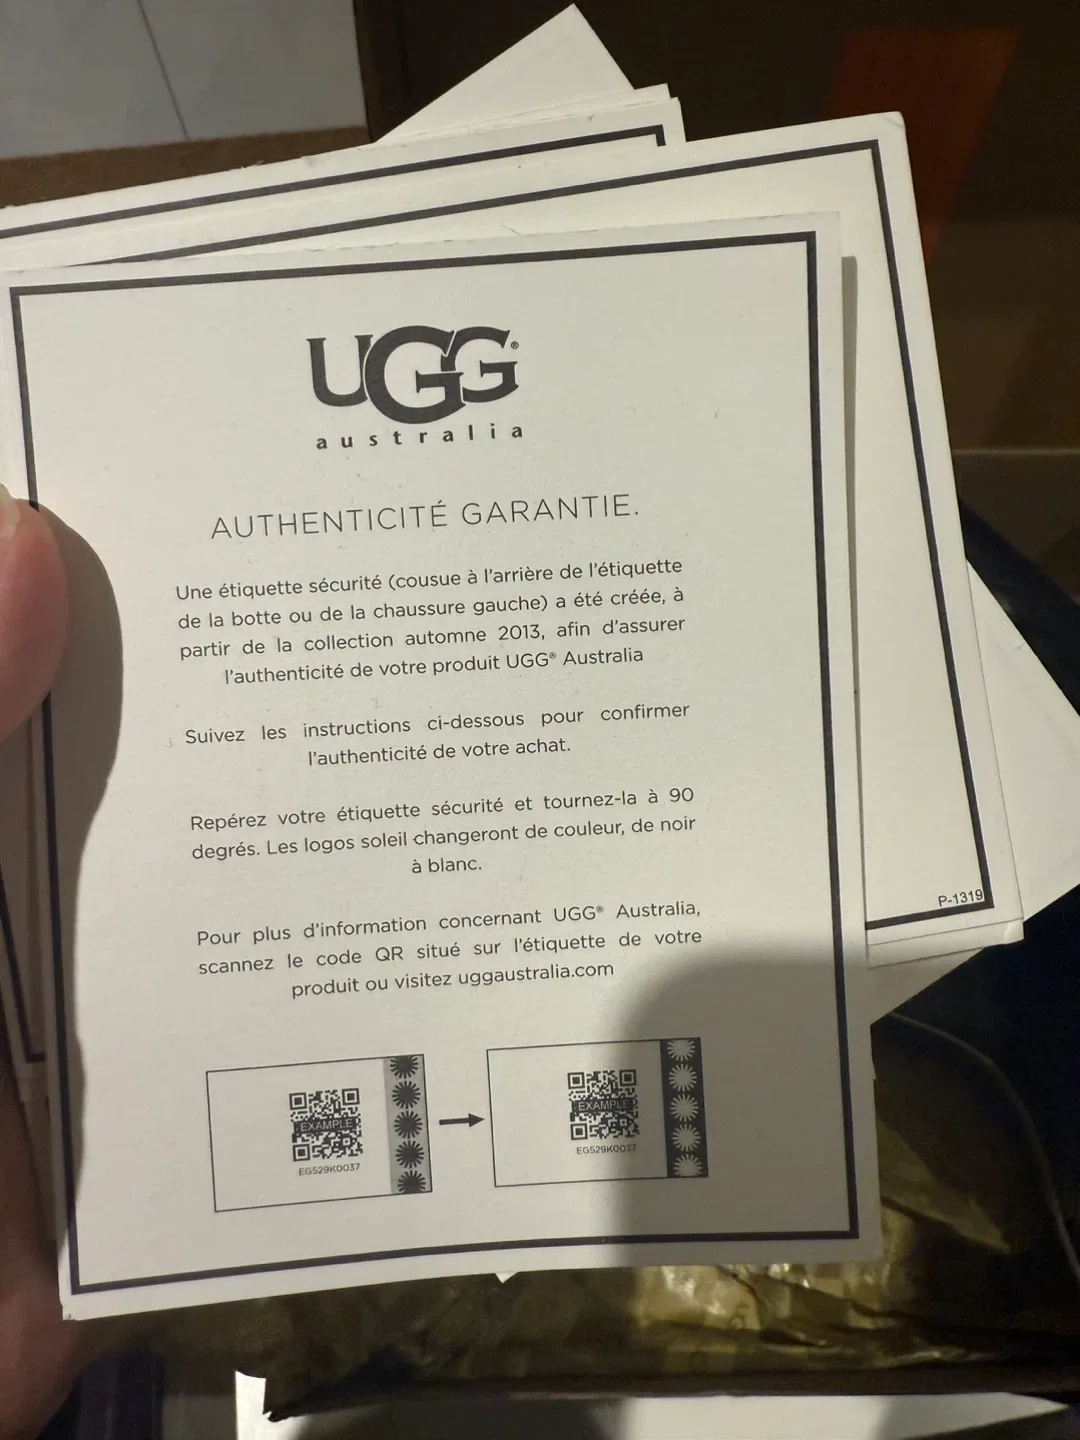 UGG®
australia
AUTHENTICITÉ GARANTIE.
Une étiquette sécurité (cousue à l'arrière de l'étiquette
de la botte ou de la chaussure gauche) a été créée, à
partir de la collection automne 2013, afin d'assurer
l'authenticité de votre produit UGG® Australia
Suivez les instructions ci-dessous pour confirmer
l'authenticité de votre achat.
Repérez votre étiquette sécurité et tournez-la à 90
degrés. Les logos soleil changeront de couleur, de noir
à blanc.
Pour plus d'information concernant UGG® Australia,
scannez le code QR situé sur l'étiquette de votre
produit ou visitez uggaustralia.com
EXAMPLE
EG529K0037
EXAMPLE
EG529K0037
P-1319